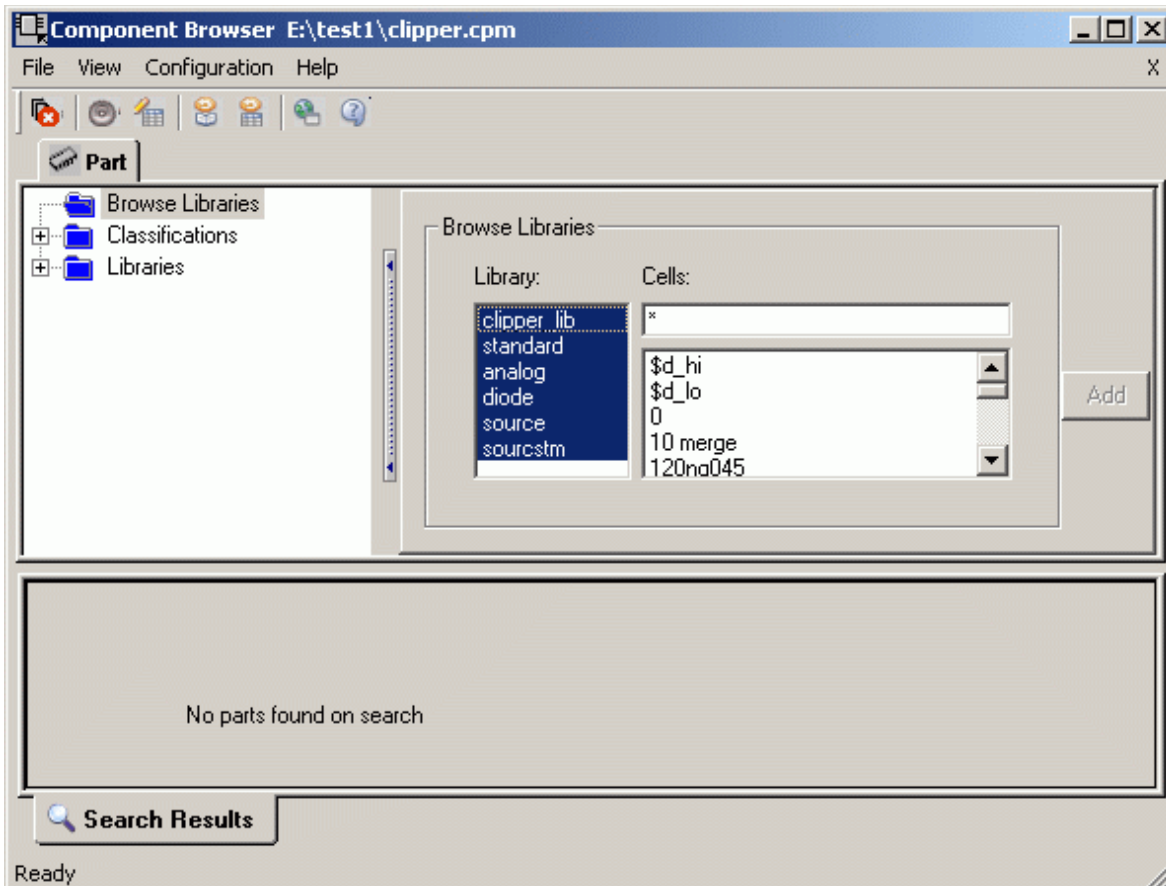 Component Browser E:\test1\clipper.cpm
File View Configuration Help X
Part
Browse Libraries
Classifications
Libraries
Browse Libraries
Library: Cells:
clipper_lib
standard
analog
diode
source
sourcstm
*
$d_hi
$d_lo
0
10 merge
120nq045
Add
No parts found on search
Search Results
Ready